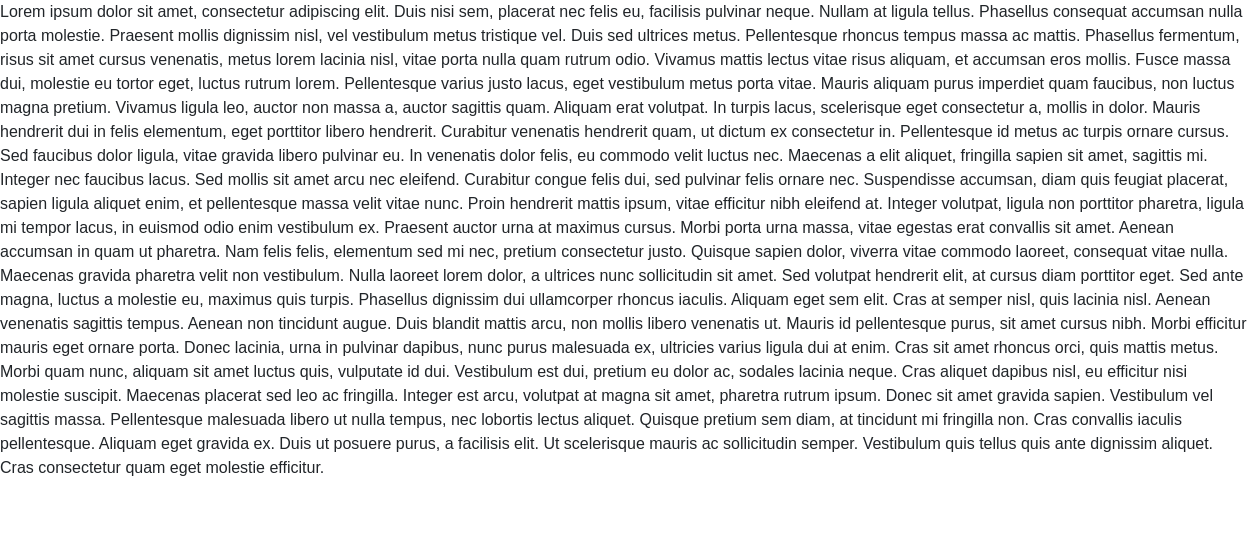 Lorem ipsum dolor sit amet, consectetur adipiscing elit. Duis nisi sem, placerat nec felis eu, facilisis pulvinar neque. Nullam at ligula tellus. Phasellus consequat accumsan nulla
porta molestie. Praesent mollis dignissim nisl, vel vestibulum metus tristique vel. Duis sed ultrices metus. Pellentesque rhoncus tempus massa ac mattis. Phasellus fermentum,
risus sit amet cursus venenatis, metus lorem lacinia nisl, vitae porta nulla quam rutrum odio. Vivamus mattis lectus vitae risus aliquam, et accumsan eros mollis. Fusce massa
dui, molestie eu tortor eget, luctus rutrum lorem. Pellentesque varius justo lacus, eget vestibulum metus porta vitae. Mauris aliquam purus imperdiet quam faucibus, non luctus
magna pretium. Vivamus ligula leo, auctor non massa a, auctor sagittis quam. Aliquam erat volutpat. In turpis lacus, scelerisque eget consectetur a, mollis in dolor. Mauris
hendrerit dui in felis elementum, eget porttitor libero hendrerit. Curabitur venenatis hendrerit quam, ut dictum ex consectetur in. Pellentesque id metus ac turpis ornare cursus.
Sed faucibus dolor ligula, vitae gravida libero pulvinar eu. In venenatis dolor felis, eu commodo velit luctus nec. Maecenas a elit aliquet, fringilla sapien sit amet, sagittis mi.
Integer nec faucibus lacus. Sed mollis sit amet arcu nec eleifend. Curabitur congue felis dui, sed pulvinar felis ornare nec. Suspendisse accumsan, diam quis feugiat placerat,
sapien ligula aliquet enim, et pellentesque massa velit vitae nunc. Proin hendrerit mattis ipsum, vitae efficitur nibh eleifend at. Integer volutpat, ligula non porttitor pharetra, ligula
mi tempor lacus, in euismod odio enim vestibulum ex. Praesent auctor urna at maximus cursus. Morbi porta urna massa, vitae egestas erat convallis sit amet. Aenean
accumsan in quam ut pharetra. Nam felis felis, elementum sed mi nec, pretium consectetur justo. Quisque sapien dolor, viverra vitae commodo laoreet, consequat vitae nulla.
Maecenas gravida pharetra velit non vestibulum. Nulla laoreet lorem dolor, a ultrices nunc sollicitudin sit amet. Sed volutpat hendrerit elit, at cursus diam porttitor eget. Sed ante
magna, luctus a molestie eu, maximus quis turpis. Phasellus dignissim dui ullamcorper rhoncus iaculis. Aliquam eget sem elit. Cras at semper nisl, quis lacinia nisl. Aenean
venenatis sagittis tempus. Aenean non tincidunt augue. Duis blandit mattis arcu, non mollis libero venenatis ut. Mauris id pellentesque purus, sit amet cursus nibh. Morbi efficitur
mauris eget ornare porta. Donec lacinia, urna in pulvinar dapibus, nunc purus malesuada ex, ultricies varius ligula dui at enim. Cras sit amet rhoncus orci, quis mattis metus.
Morbi quam nunc, aliquam sit amet luctus quis, vulputate id dui. Vestibulum est dui, pretium eu dolor ac, sodales lacinia neqe. Cras aliquet dapibus nisl, eu efficitur nisi
molestie suscipit. Maecenas placerat sed leo ac fringilla. Integer est arcu, volutpat at magna sit amet, pharetra rutrum ipsum. Donec sit amet gravida sapien. Vestibulum vel
sagittis massa. Pellentesque malesuada libero ut nulla tempus, nec lobortis lectus aliquet. Quisque pretium sem diam, at tincidunt mi fringilla non. Cras convallis iaculis
pellentesque. Aliquam eget gravida ex. Duis ut posuere purus, a facilisis elit. Ut scelerisque mauris ac sollicitudin semper. Vestibulum quis tellus quis ante dignissim aliquet.
Cras consectetur quam eget molestie efficitur.